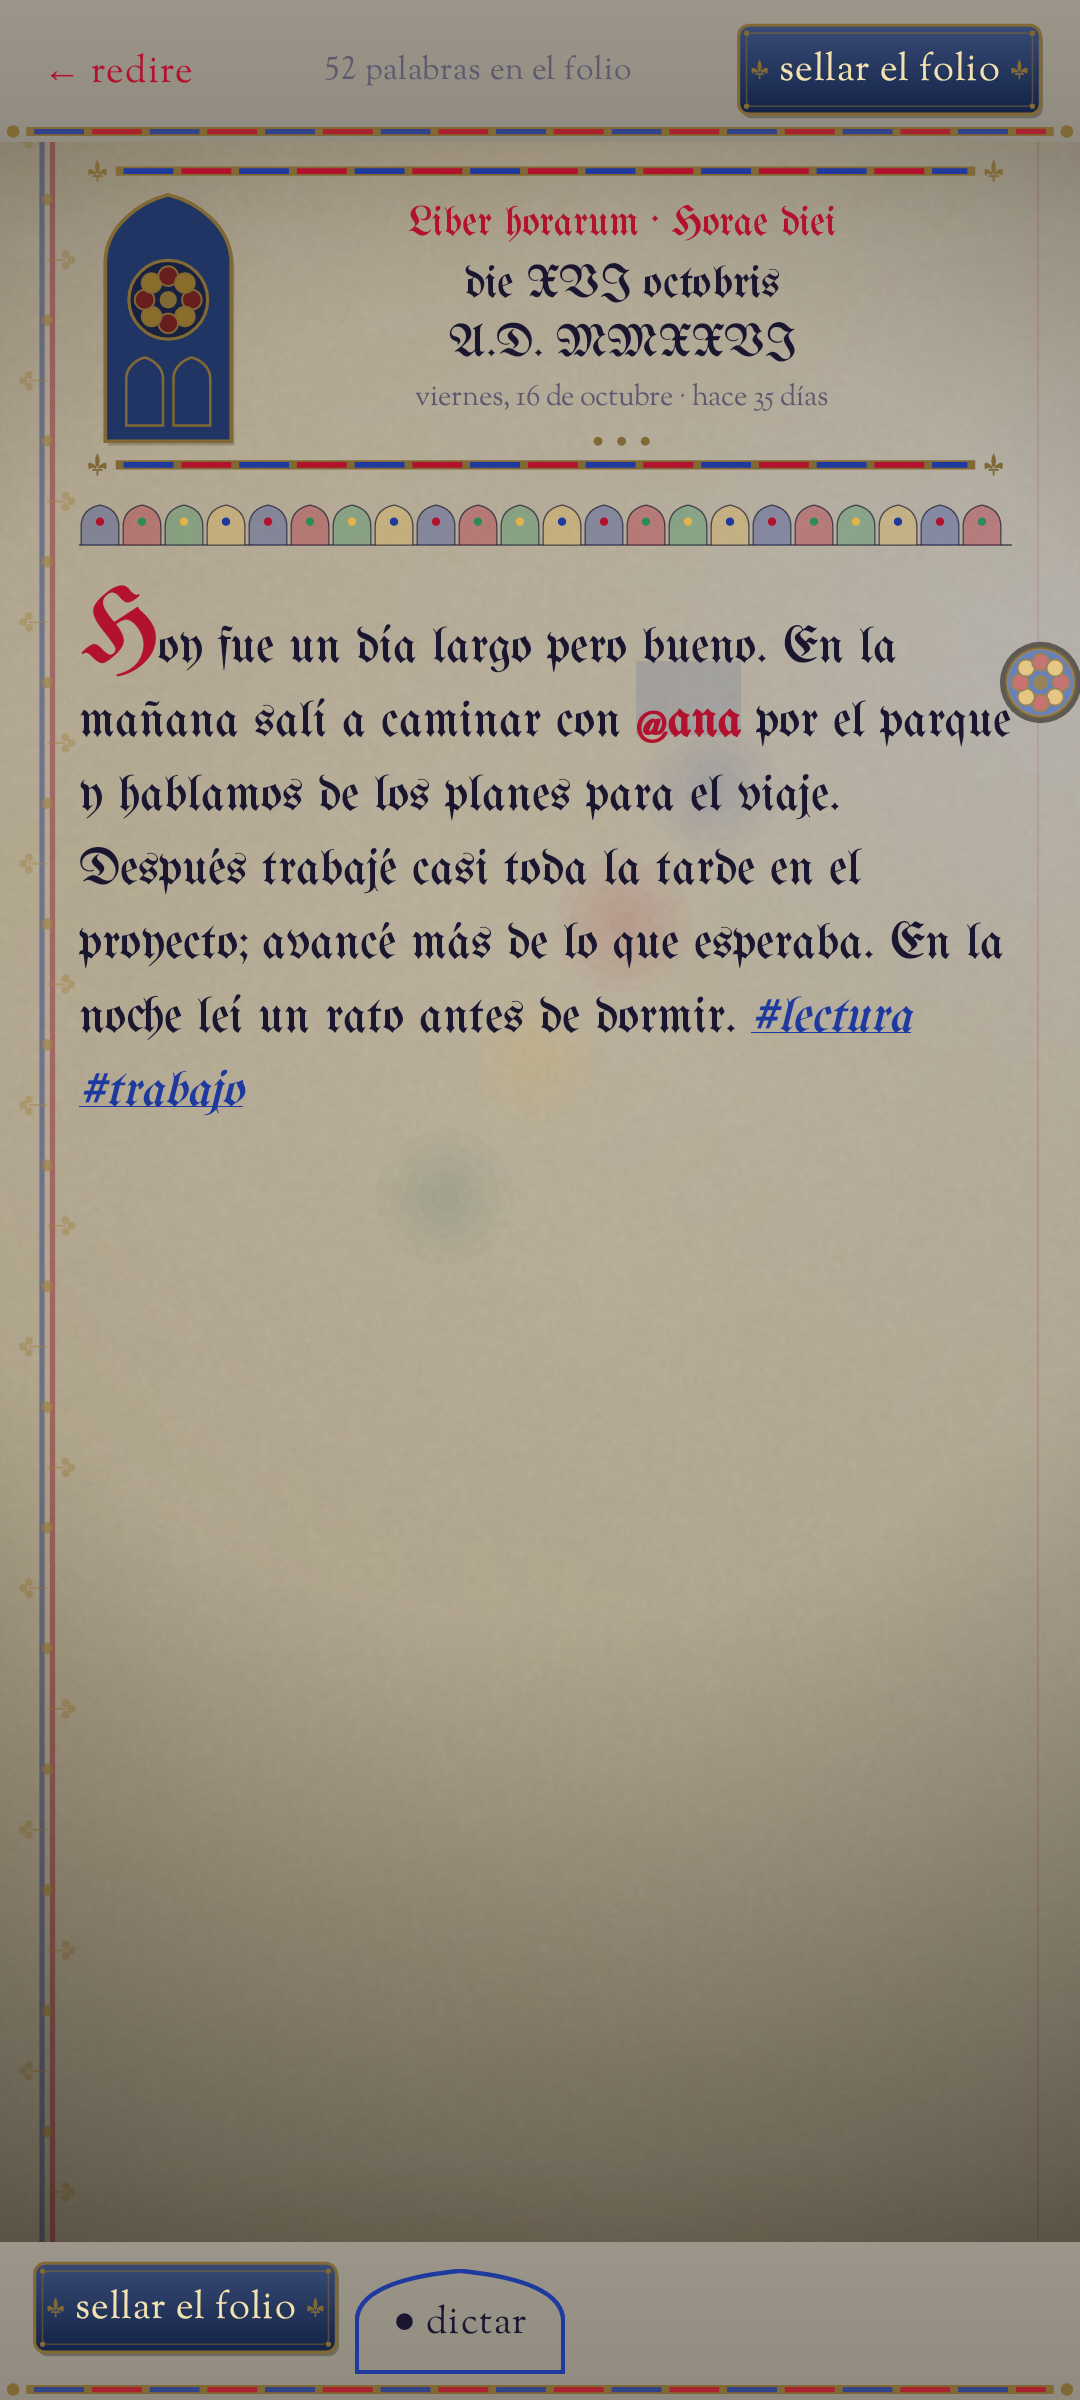 ← redire
52 palabras en el folio
sellar el folio
Liber horarum · Horae diei
die XVI octobris
A.D. MMXXVI
viernes, 16 de octubre · hace 35 días
Hoy fue un día largo pero bueno. En la
mañana salí a caminar con @ana por el parque
y hablamos de los planes para el viaje.
Después trabajé casi toda la tarde en el
proyecto; avancé más de lo que esperaba. En la
noche leí un rato antes de dormir. #lectura
#trabajo
sellar el folio
● dictar